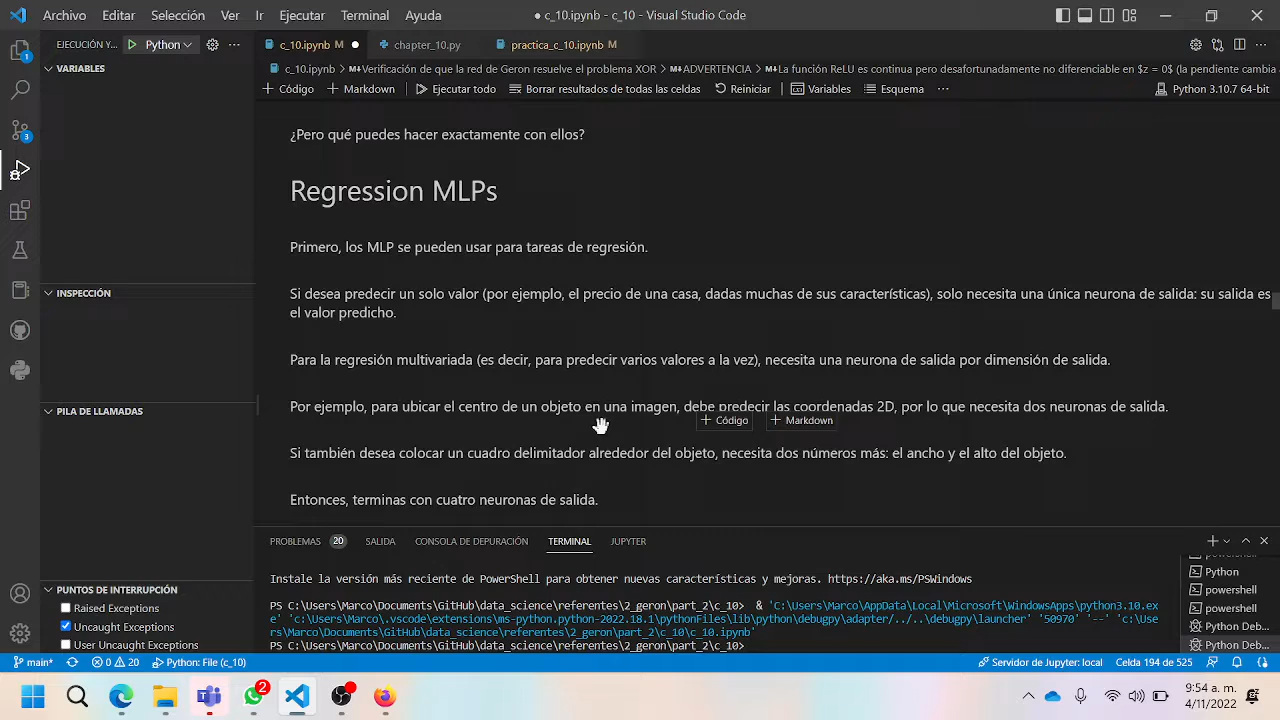 Archivo Editar Selección Ver Ir Ejecutar Terminal Ayuda
● c_10.ipynb - c_10 - Visual Studio Code
EJECUCIÓN Y... Python ...
c_10.ipynb M ● chapter_10.py practica_c_10.ipynb M
VARIABLES
c_10.ipynb > M↓Verificación de que la red de Geron resuelve el problema XOR > M↓ADVERTENCIA > M↓La función ReLU es continua pero desafortunadamente no diferenciable en $z = 0$ (la pendiente cambia
+ Código + Markdown Ejecutar todo Borrar resultados de todas las celdas Reiniciar Variables Esquema ... Python 3.10.7 64-bit
¿Pero qué puedes hacer exactamente con ellos?
Regression MLPs
Primero, los MLP se pueden usar para tareas de regresión.
Si desea predecir un solo valor (por ejemplo, el precio de una casa, dadas muchas de sus características), solo necesita una única neurona de salida: su salida es
el valor predicho.
Para la regresión multivariada (es decir, para predecir varios valores a la vez), necesita una neurona de salida por dimensión de salida.
Por ejemplo, para ubicar el centro de un objeto en una imagen, debe predecir las coordenadas 2D, por lo que necesita dos neuronas de salida.
+ Código + Markdown
Si también desea colocar un cuadro delimitador alrededor del objeto, necesita dos números más: el ancho y el alto del objeto.
Entonces, terminas con cuatro neuronas de salida.
INSPECCIÓN
PILA DE LLAMADAS
PUNTOS DE INTERRUPCIÓN
Raised Exceptions
Uncaught Exceptions
User Uncaught Exceptions
1
3
PROBLEMAS 20 SALIDA CONSOLA DE DEPURACIÓN TERMINAL JUPYTER
Instale la versión más reciente de PowerShell para obtener nuevas características y mejoras. https://aka.ms/PSWindows
PS C:\Users\Marco\Documents\GitHub\data_science\referentes\2_geron\part_2\c_10> & 'C:\Users\Marco\AppData\Local\Microsoft\WindowsApps\python3.10.ex
e' 'c:\Users\Marco\.vscode\extensions\ms-python.python-2022.18.1\pythonFiles\lib\python\debugpy\adapter/../..\debugpy\launcher' '50970' '--' 'c:\Use
rs\Marco\Documents\GitHub\data_science\referentes\2_geron\part_2\c_10\c_10.ipynb'
PS C:\Users\Marco\Documents\GitHub\data_science\referentes\2_geron\part_2\c_10>
powershell
Python
powershell
powershell
Python Deb...
Python Deb...
main* 0 20 Python: File (c_10) Servidor de Jupyter: local Celda 194 de 525
2
9:54 a. m.
4/11/2022